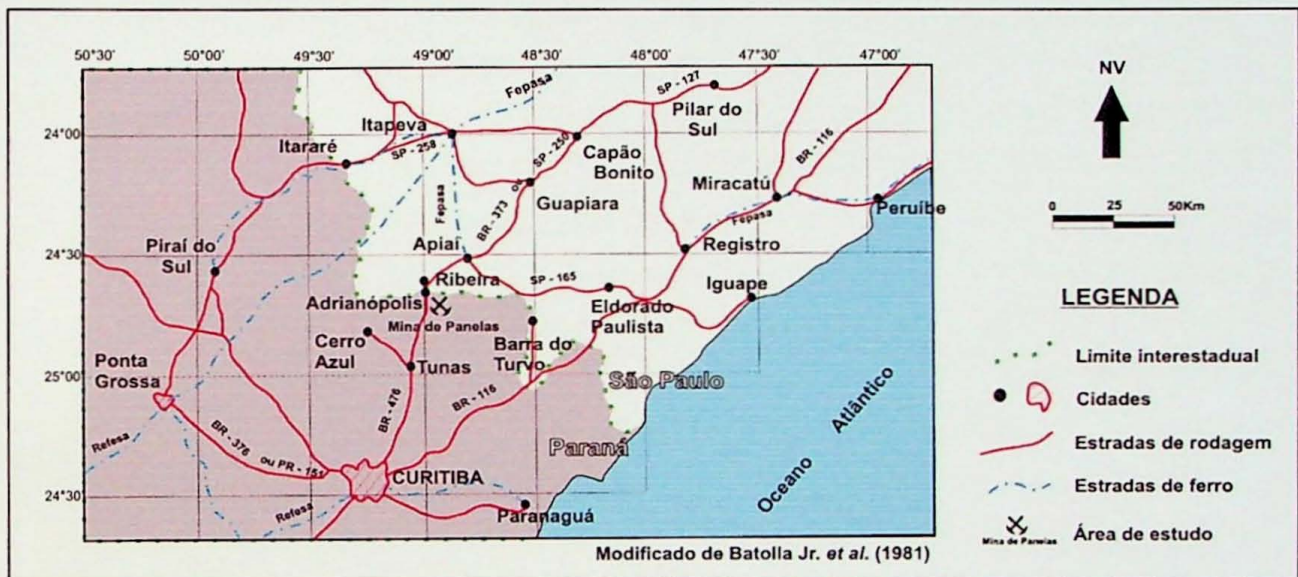 50°30' 50°00' 49°30' 49°00' 48°30' 48°00' 47°30' 47°00'
24°00'
24°30'
25°00'
24°30'
Fepasa
SP - 127
Pilar do
Sul
Itapeva
Itararé
SP - 258
SP - 250
ou
BR - 373
Capão
Bonito
BR - 116
Guapiara
Miracatú
Fepasa
Peruíbe
Fepasa
Piraí do
Sul
Apiaí
Registro
Ribeira
SP - 165
Iguape
Adrianópolis
Eldorado
Paulista
Mina de Panelas
Cerro
Azul
Barra do
Turvo
Ponta
Grossa
Tunas
São Paulo
BR - 116
BR - 476
Paraná
Refesa
BR - 376
ou PR - 151
CURITIBA
Refesa
Paranaguá
Oceano
Atlântico
Modificado de Batolla Jr. et al. (1981)
NV
0 25 50Km
LEGENDA
Limite interestadual
Cidades
Estradas de rodagem
Estradas de ferro
Mina de Panelas
Área de estudo